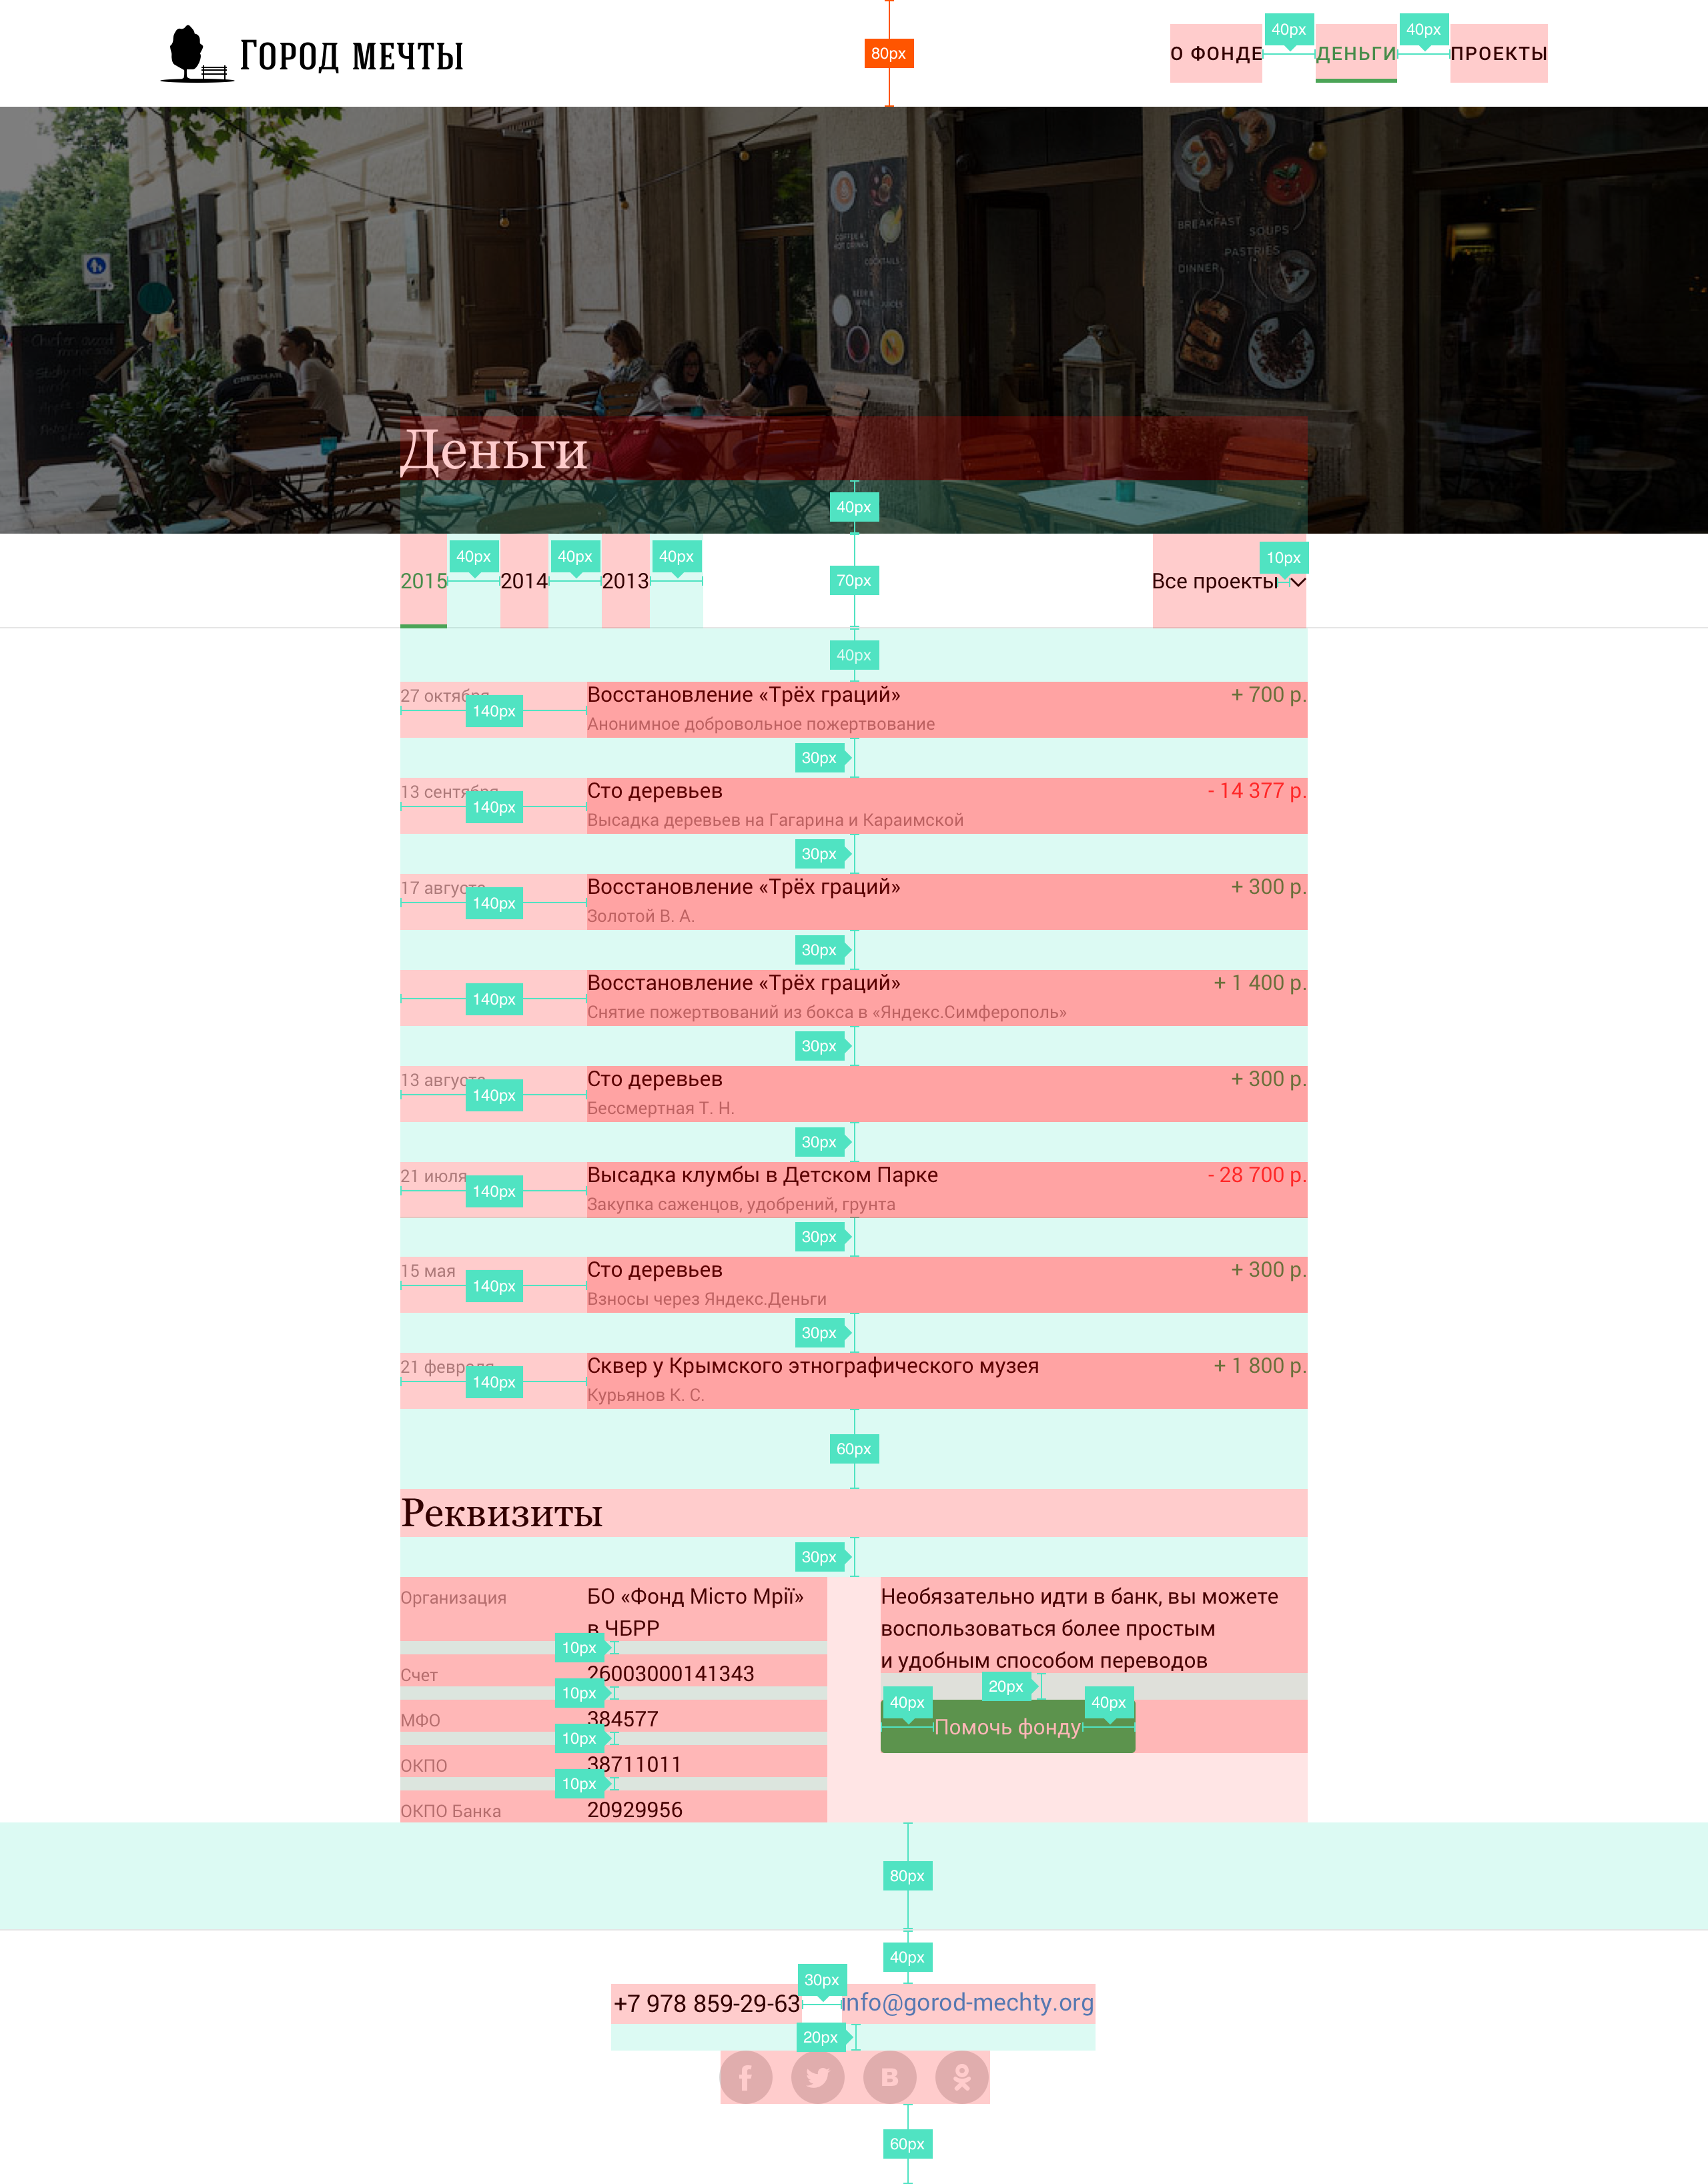 Город мечты
80px
О ФОНДЕ
40px
ДЕНЬГИ
40px
ПРОЕКТЫ
BREAKFAST
SOUPS
PASTRIES
DINNER
COFFEE &
HOT DRINKS
COCKTAILS
Деньги
40px
2015
40px
2014
40px
2013
40px
70px
Все проекты
10px
40px
27 октября
140px
Восстановление «Трёх граций»
+ 700 р.
Анонимное добровольное пожертвование
30px
13 сентября
140px
Сто деревьев
- 14 377 р.
Высадка деревьев на Гагарина и Караимской
30px
17 августа
140px
Восстановление «Трёх граций»
+ 300 р.
Золотой В. А.
30px
140px
Восстановление «Трёх граций»
+ 1 400 р.
Снятие пожертвований из бокса в «Яндекс.Симферополь»
30px
13 августа
140px
Сто деревьев
+ 300 р.
Бессмертная Т. Н.
30px
21 июля
140px
Высадка клумбы в Детском Парке
- 28 700 р.
Закупка саженцов, удобрений, грунта
30px
15 мая
140px
Сто деревьев
+ 300 р.
Взносы через Яндекс.Деньги
30px
21 февраля
140px
Сквер у Крымского этнографического музея
+ 1 800 р.
Курьянов К. С.
60px
Реквизиты
30px
Организация
БО «Фонд Місто Мрії»
в ЧБРР
10px
Счет
26003000141343
10px
МФО
384577
10px
ОКПО
38711011
10px
ОКПО Банка
20929956
Необязательно идти в банк, вы можете
воспользоваться более простым
и удобным способом переводов
20px
40px
Помочь фонду
40px
80px
40px
+7 978 859-29-63
30px
info@gorod-mechty.org
20px
60px